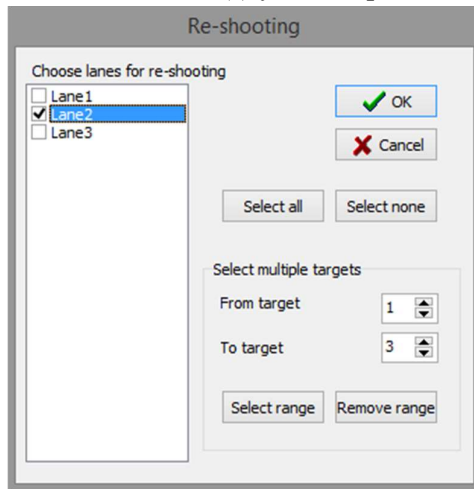 Re-shooting
Choose lanes for re-shooting
Lane1
Lane2
Lane3
OK
Cancel
Select all
Select none
Select multiple targets
From target
1
To target
3
Select range
Remove range